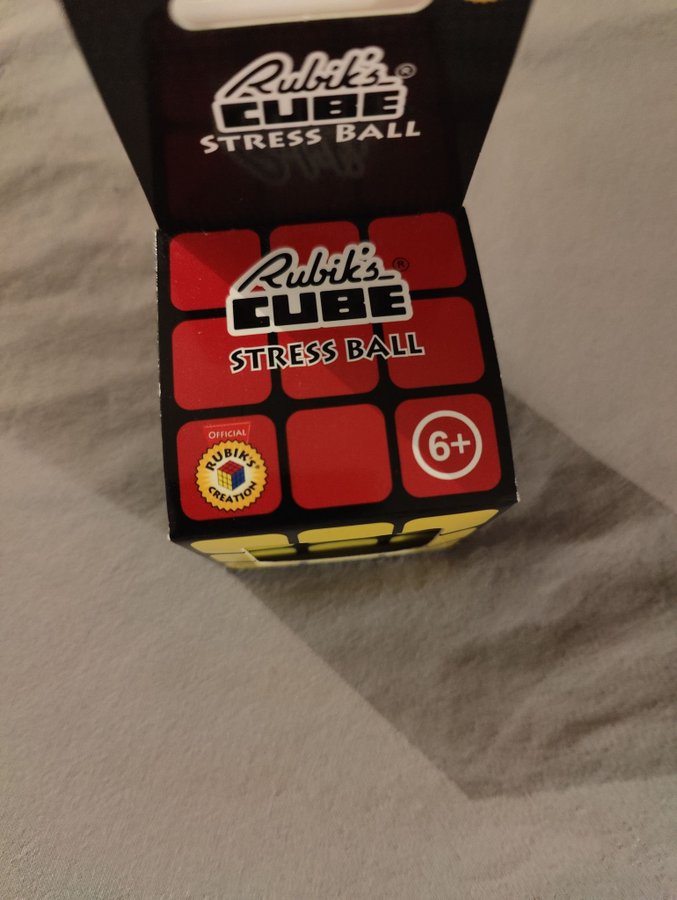 Rubik's®
CUBE
STRESS BALL
Rubik's®
CUBE
STRESS BALL
OFFICIAL
RUBIK'S
CREATION
6+